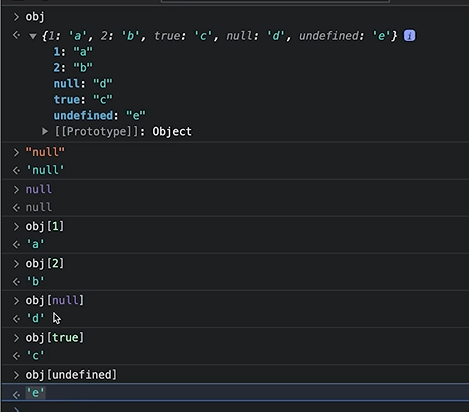 > obj
<· ▼ {1: 'a', 2: 'b', true: 'c', null: 'd', undefined: 'e'} i
1: "a"
2: "b"
null: "d"
true: "c"
undefined: "e"
▶ [[Prototype]]: Object
> "null"
<· 'null'
> null
<· null
> obj[1]
<· 'a'
> obj[2]
<· 'b'
> obj[null]
<· 'd'
> obj[true]
<· 'c'
> obj[undefined]
<· 'e'